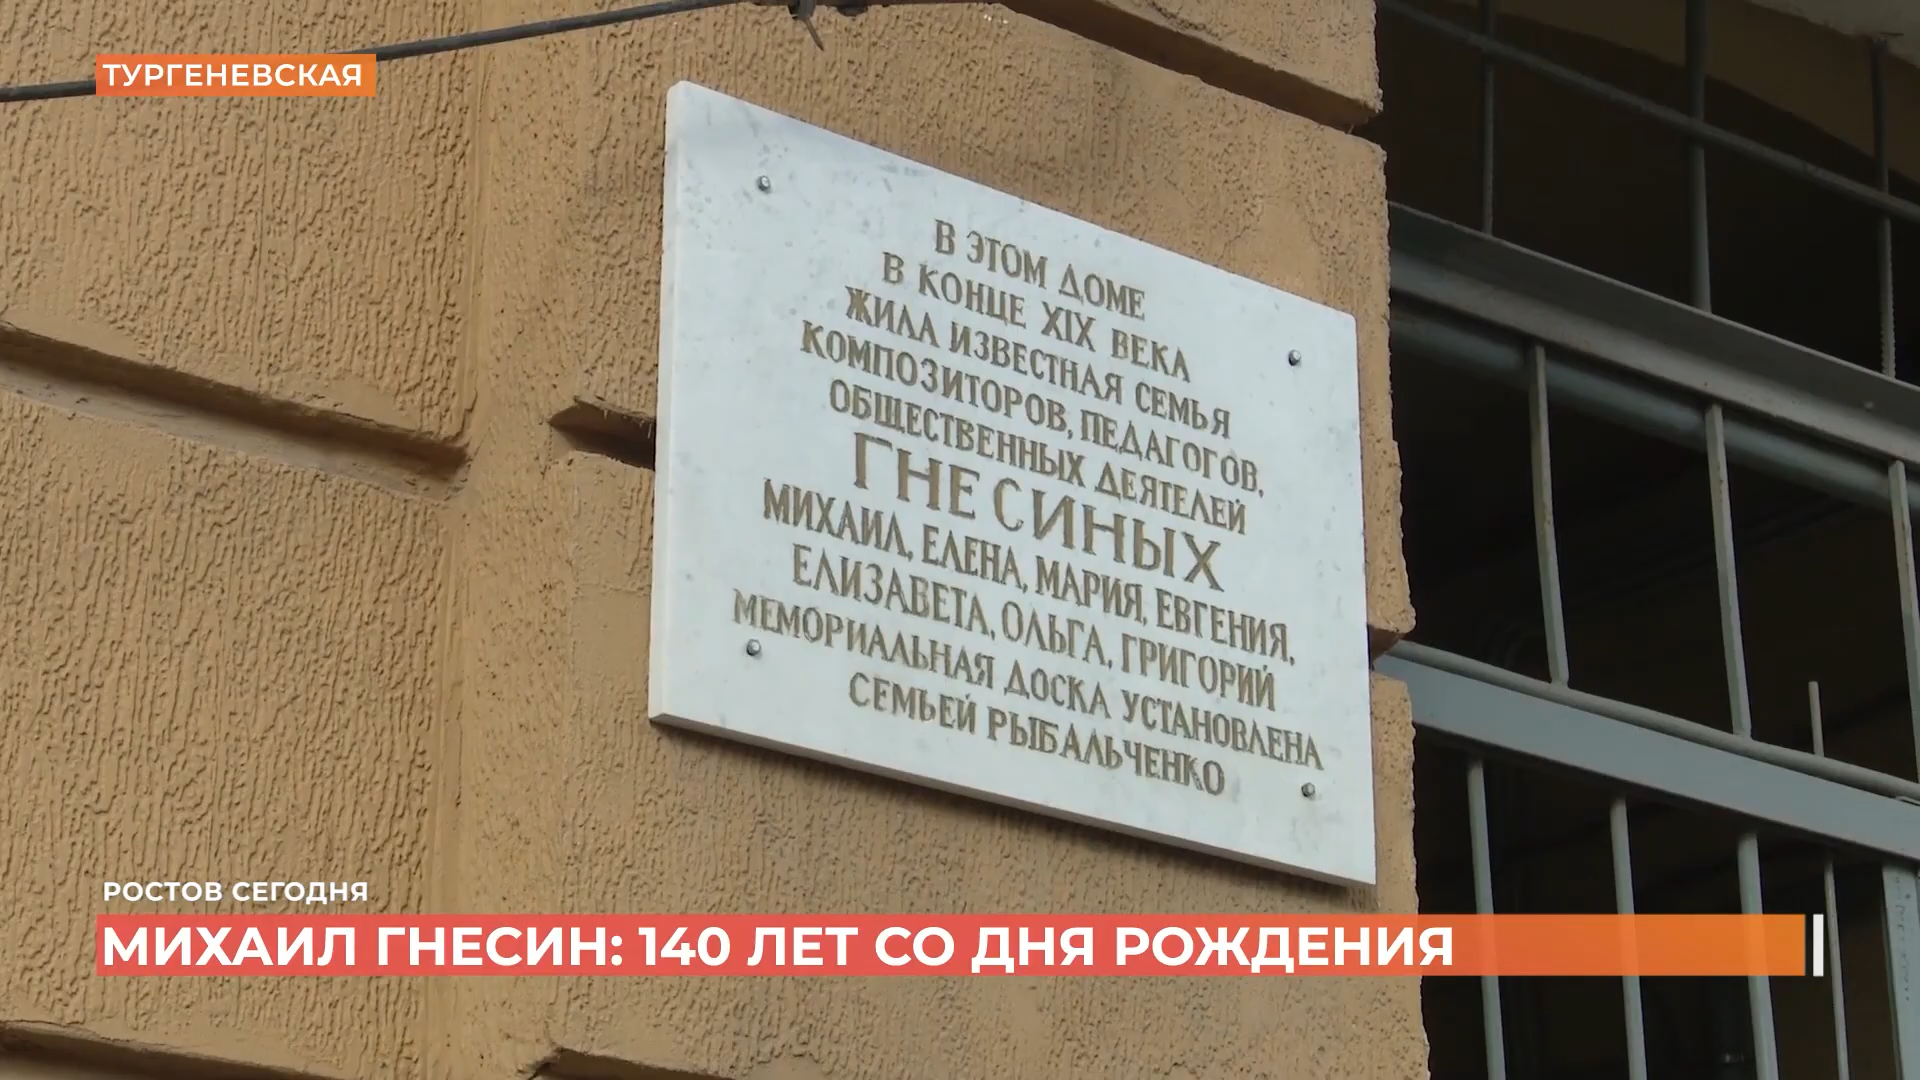 ТУРГЕНЕВСКАЯ
В ЭТОМ ДОМЕ
В КОНЦЕ XIX ВЕКА
ЖИЛА ИЗВЕСТНАЯ СЕМЬЯ
КОМПОЗИТОРОВ, ПЕДАГОГОВ,
ОБЩЕСТВЕННЫХ ДЕЯТЕЛЕЙ
ГНЕСИНЫХ
МИХАИЛ, ЕЛЕНА, МАРИЯ, ЕВГЕНИЯ,
ЕЛИЗАВЕТА, ОЛЬГА, ГРИГОРИЙ
МЕМОРИАЛЬНАЯ ДОСКА УСТАНОВЛЕНА
СЕМЬЕЙ РЫБАЛЬЧЕНКО
РОСТОВ СЕГОДНЯ
МИХАИЛ ГНЕСИН: 140 ЛЕТ СО ДНЯ РОЖДЕНИЯ